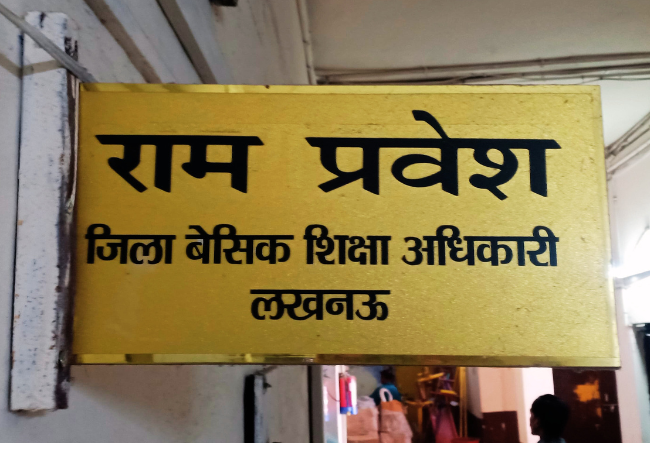 राम प्रवेश
जिला बेसिक शिक्षा अधिकारी
लखनऊ